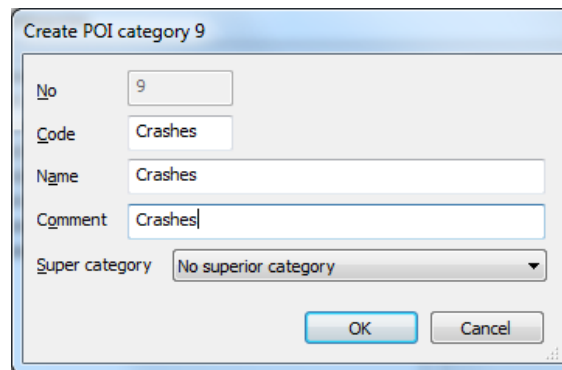 Create POI category 9
No 9
Code Crashes
Name Crashes
Comment Crashes
Super category No superior category
OK Cancel